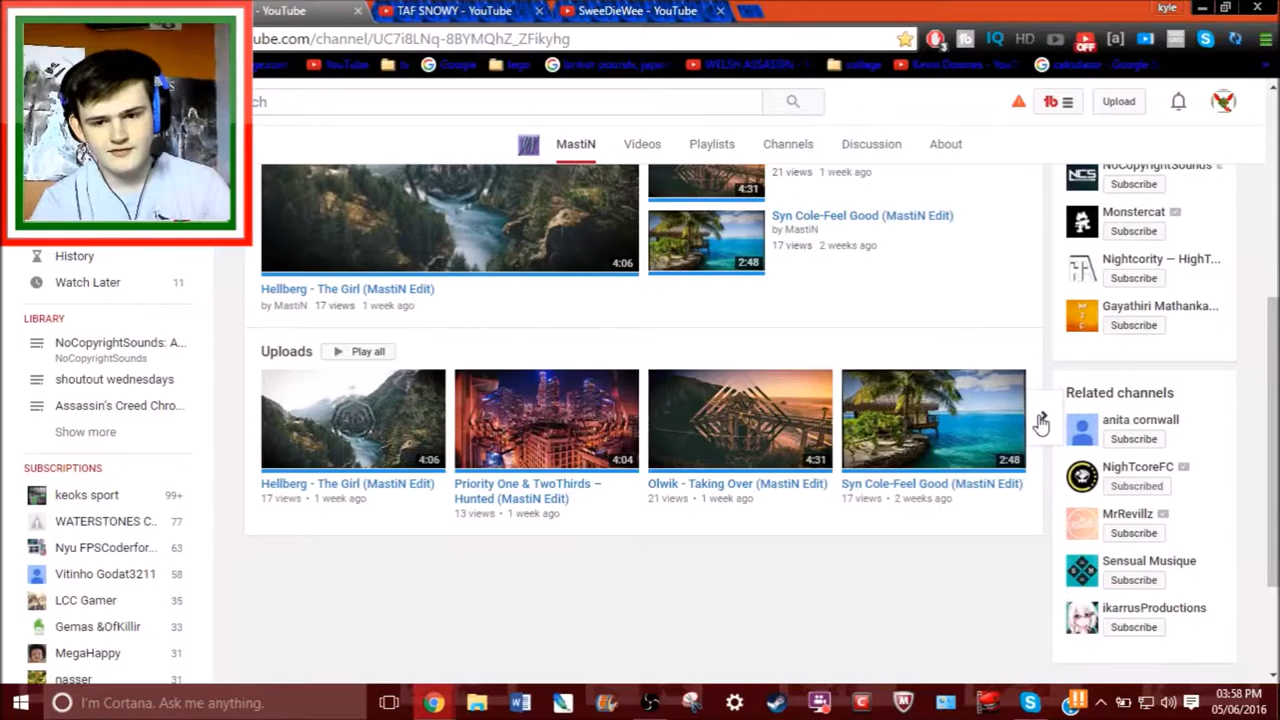 - YouTube
TAF SNOWY - YouTube
SweeDieWee - YouTube
kyle
ube.com/channel/UC7i8LNq-8BYMQhZ_ZFikyhg
3
IQ
HD
OFF
[a]
YouTube
Google
lego
WELSH ASSASSIN -
collage
ch
Upload
MastiN
Videos
Playlists
Channels
Discussion
About
21 views 1 week ago
4:31
Syn Cole-Feel Good (MastiN Edit)
by MastiN
17 views 2 weeks ago
2:48
4:06
Hellberg - The Girl (MastiN Edit)
by MastiN 17 views 1 week ago
NoCopyrightSounds
NCS
Subscribe
Monstercat
Subscribe
Nightcority — HighT...
Subscribe
Gayathiri Mathanka...
Subscribe
History
Watch Later 11
LIBRARY
NoCopyrightSounds: A...
NoCopyrightSounds
shoutout wednesdays
Assassin's Creed Chro...
Show more
SUBSCRIPTIONS
keoks sport 99+
WATERSTONES C.. 77
Nyu FPSCoderfor... 63
Vitinho Godat3211 58
LCC Gamer 35
Gemas &OfKillir 33
MegaHappy 31
nasser 31
Uploads Play all
4:06
4:04
4:31
2:48
Hellberg - The Girl (MastiN Edit)
17 views • 1 week ago
Priority One & TwoThirds –
Hunted (MastiN Edit)
13 views • 1 week ago
Olwik - Taking Over (MastiN Edit)
21 views • 1 week ago
Syn Cole-Feel Good (MastiN Edit)
17 views • 2 weeks ago
Related channels
anita cornwall
Subscribe
NighTcoreFC
Subscribed
MrRevillz
Subscribe
Sensual Musique
Subscribe
ikarrusProductions
Subscribe
I'm Cortana. Ask me anything.
03:58 PM
05/06/2016